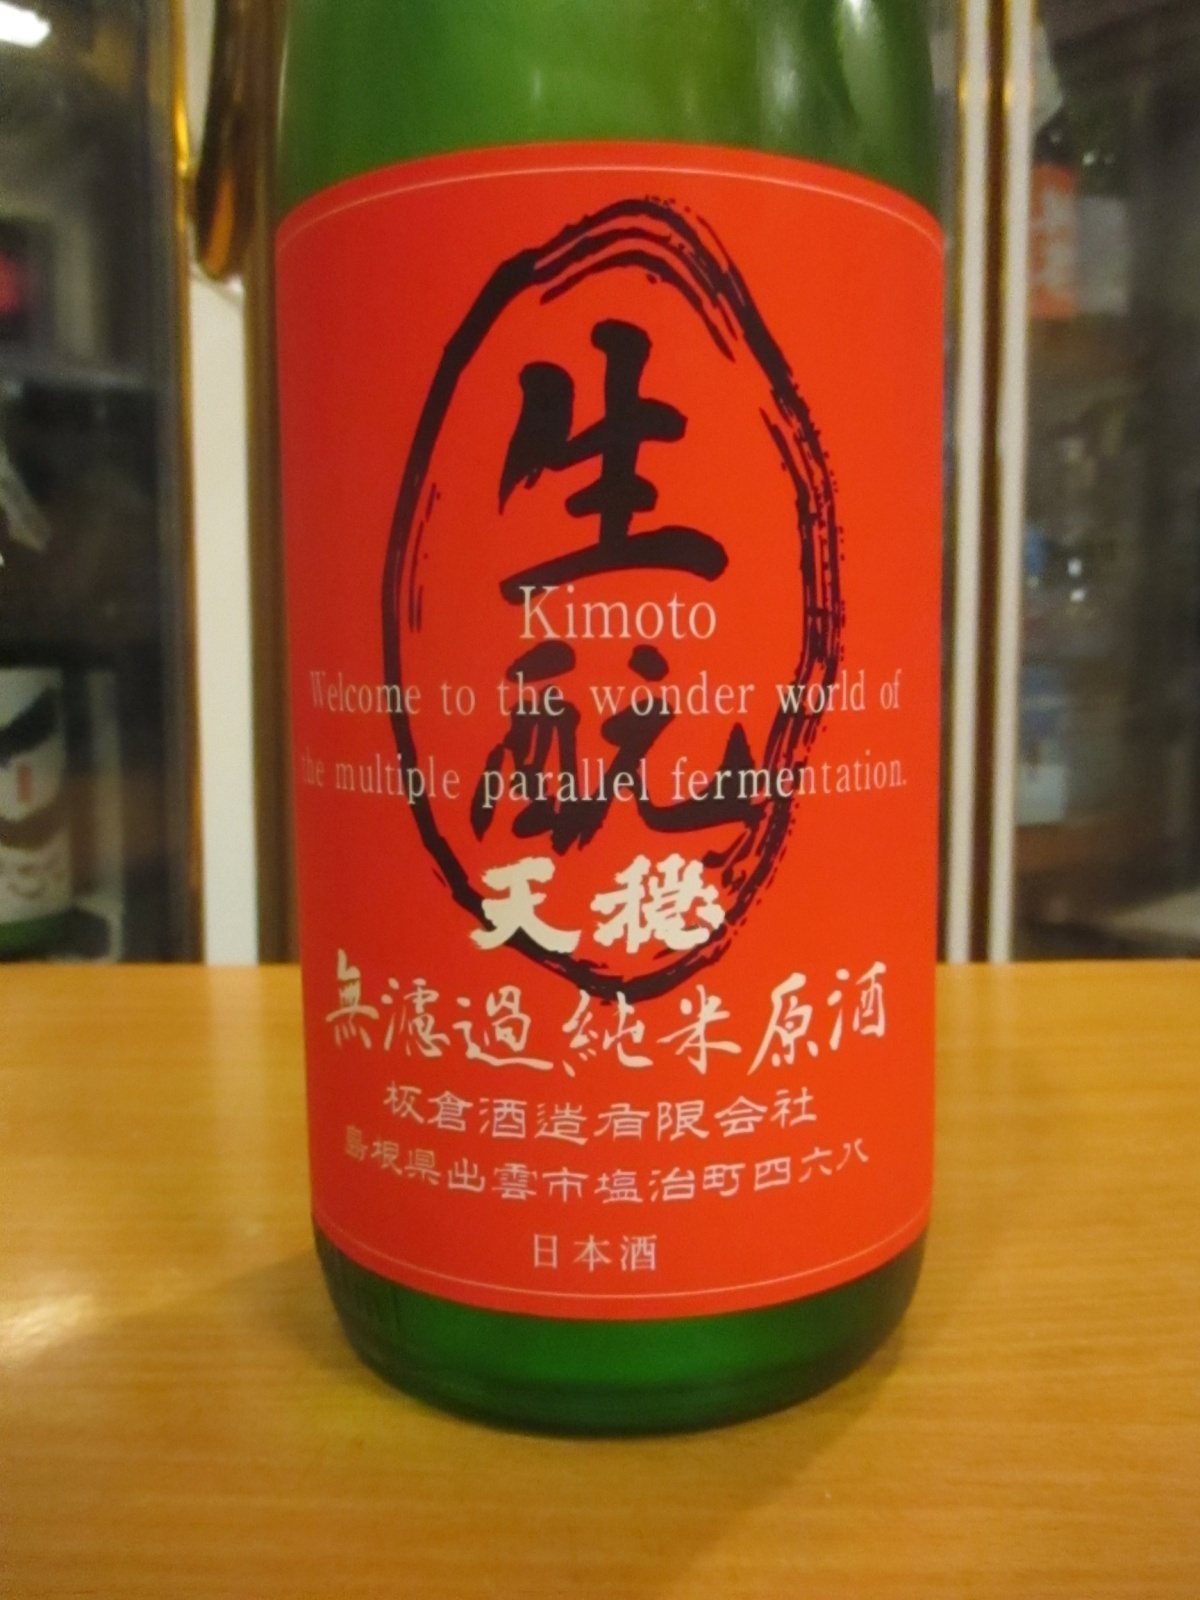 生酛
Kimoto
Welcome to the wonder world of
the multiple parallel fermentation.
天穏
無濾過純米原酒
板倉酒造有限会社
島根県出雲市塩冶町四六八
日本酒